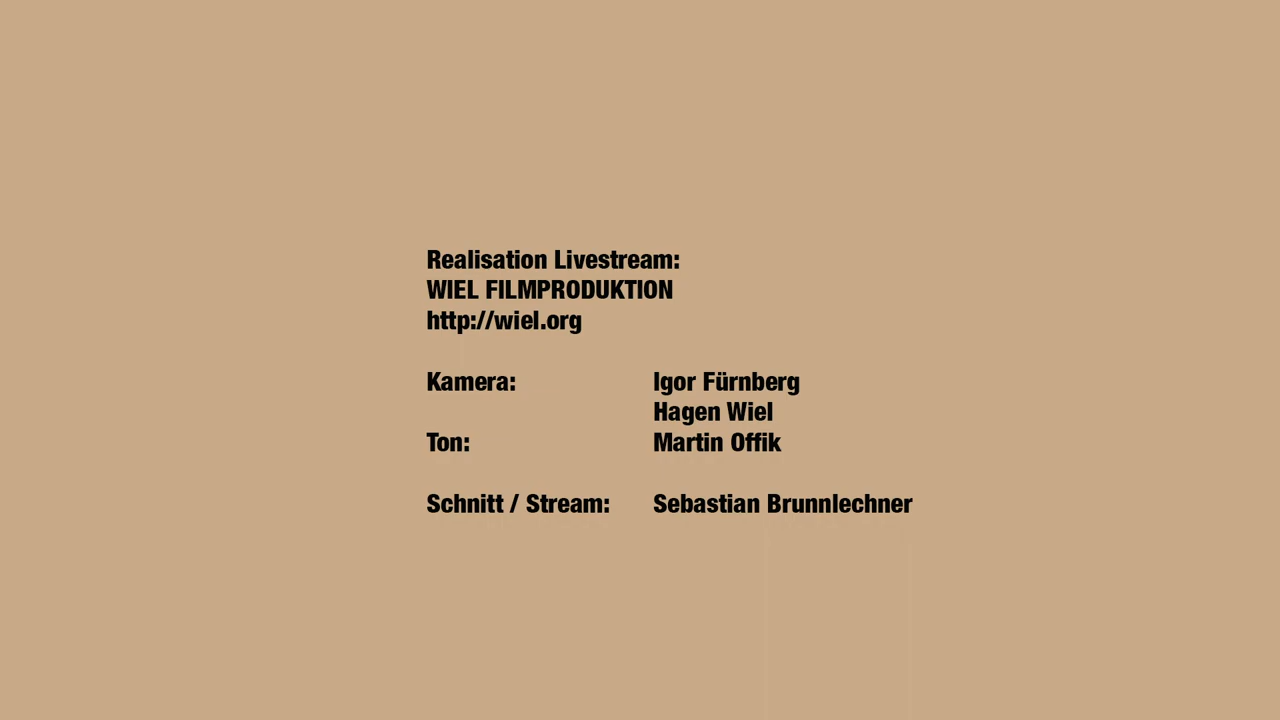 Realisation Livestream:
WIEL FILMPRODUKTION
http://wiel.org
Kamera: Igor Fürnberg
Hagen Wiel
Ton: Martin Offik
Schnitt / Stream: Sebastian Brunnlechner